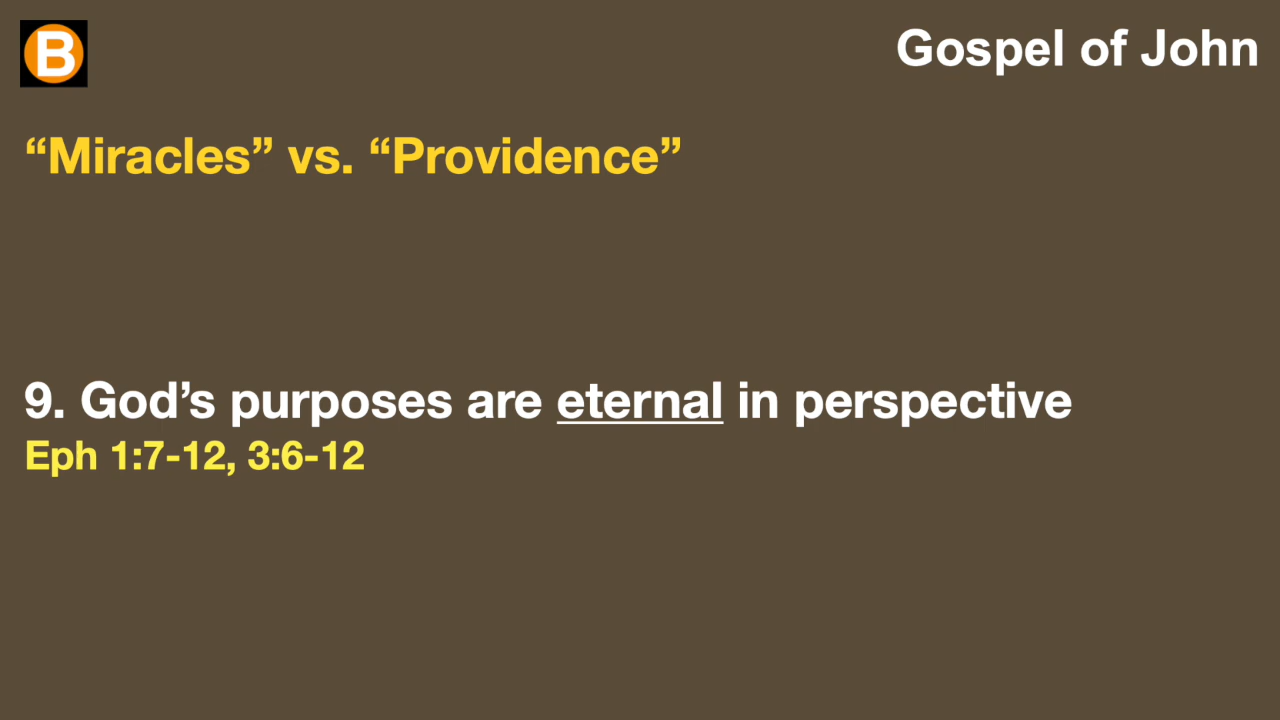 B
Gospel of John
“Miracles” vs. “Providence”
9. God’s purposes are eternal in perspective
Eph 1:7-12, 3:6-12